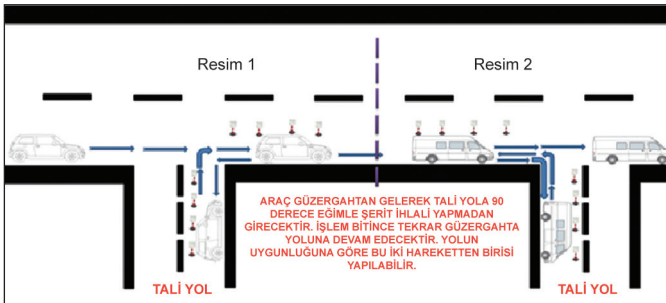 Resim 1
Resim 2
ARAÇ GÜZERGAHTAN GELEREK TALİ YOLA 90
DERECE EĞİMLE ŞERİT İHLALİ YAPMADAN
GİRECEKTİR. İŞLEM BİTİNCE TEKRAR GÜZERGAHTA
YOLUNA DEVAM EDECEKTİR. YOLUN
UYGUNLUĞUNA GÖRE BU İKİ HAREKETTEN BİRİSİ
YAPILABİLİR.
TALİ YOL
TALİ YOL